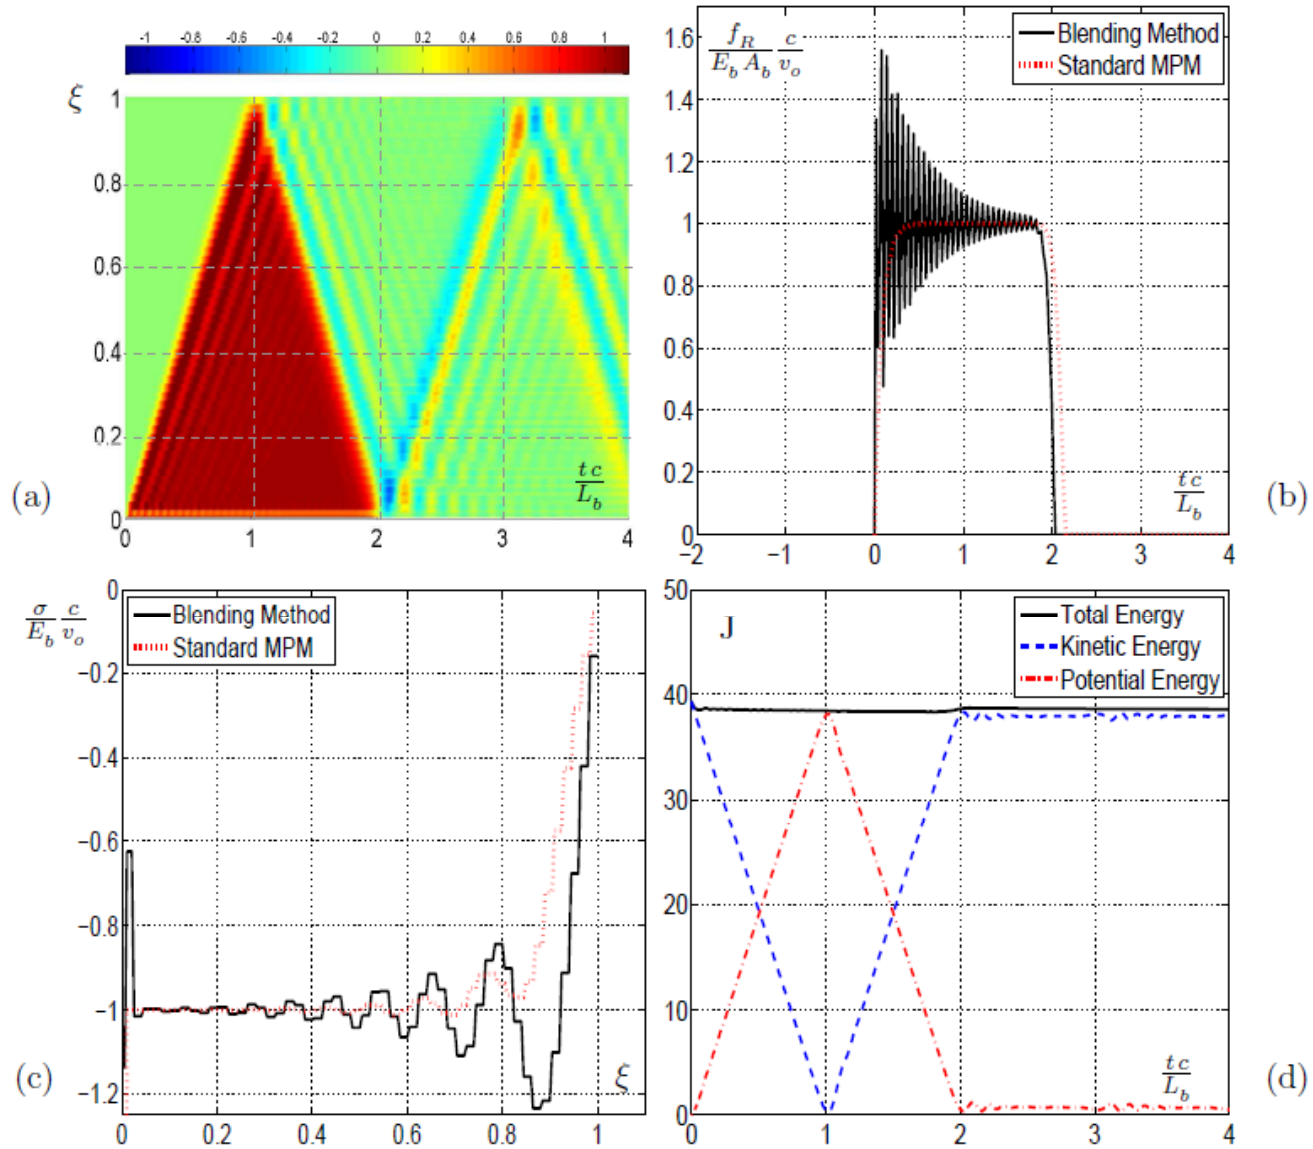 (a)
-1 -0.8 -0.6 -0.4 -0.2 0 0.2 0.4 0.6 0.8 1
ξ
1
0.8
0.6
0.4
0.2
0
0 1 2 3 4
t c / L_b
(b)
f_R / E_b A_b c / v_o
Blending Method
Standard MPM
1.6
1.4
1.2
1
0.8
0.6
0.4
0.2
0
−2 −1 0 1 2 3 4
t c / L_b
(c)
σ / E_b c / v_o
Blending Method
Standard MPM
0
−0.2
−0.4
−0.6
−0.8
−1
−1.2
0 0.2 0.4 0.6 0.8 1
ξ
(d)
J
Total Energy
Kinetic Energy
Potential Energy
50
40
30
20
10
0
0 1 2 3 4
t c / L_b